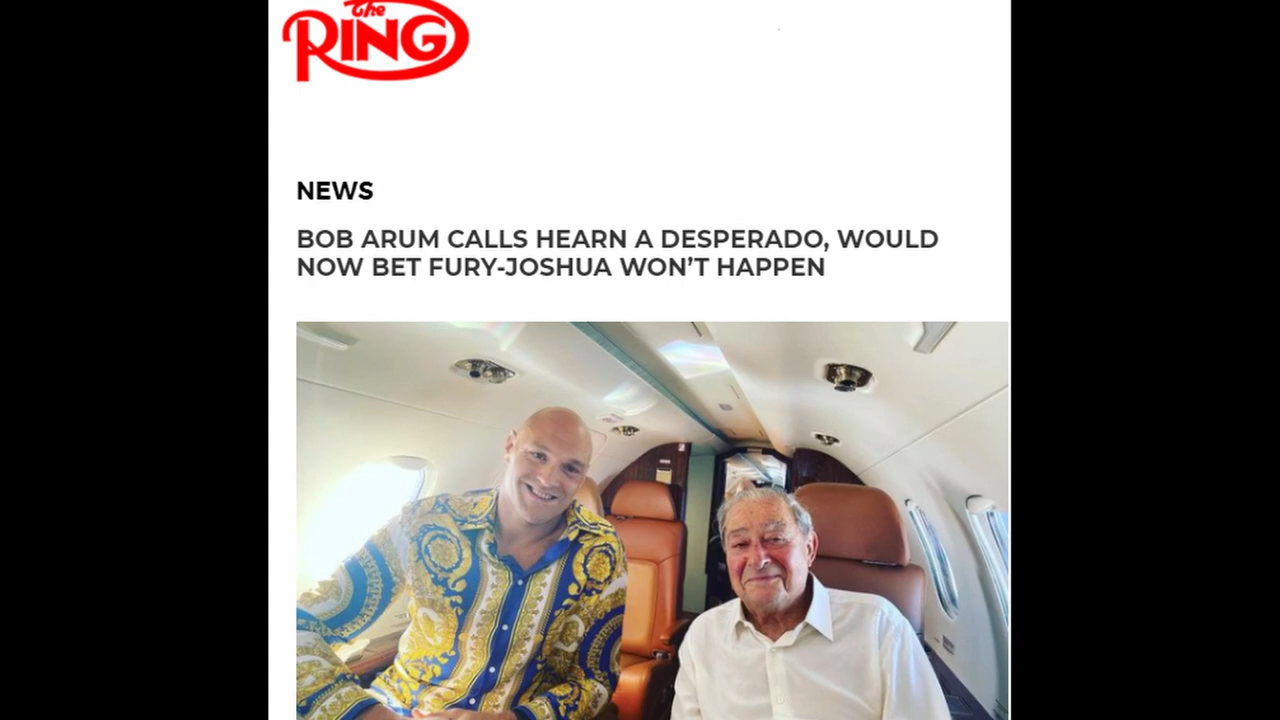 The
RING
NEWS
BOB ARUM CALLS HEARN A DESPERADO, WOULD
NOW BET FURY-JOSHUA WON’T HAPPEN